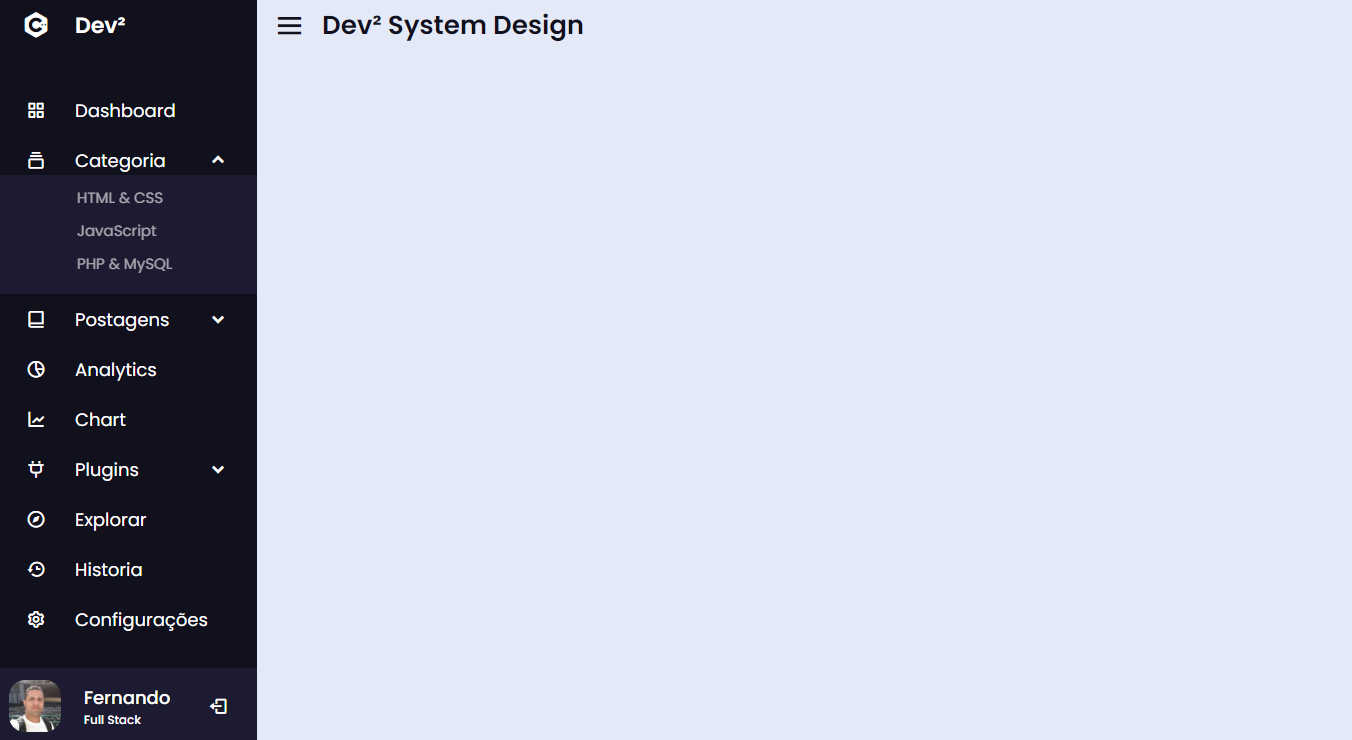 Dev²
Dev² System Design
Dashboard
Categoria
HTML & CSS
JavaScript
PHP & MySQL
Postagens
Analytics
Chart
Plugins
Explorar
Historia
Configurações
Fernando
Full Stack